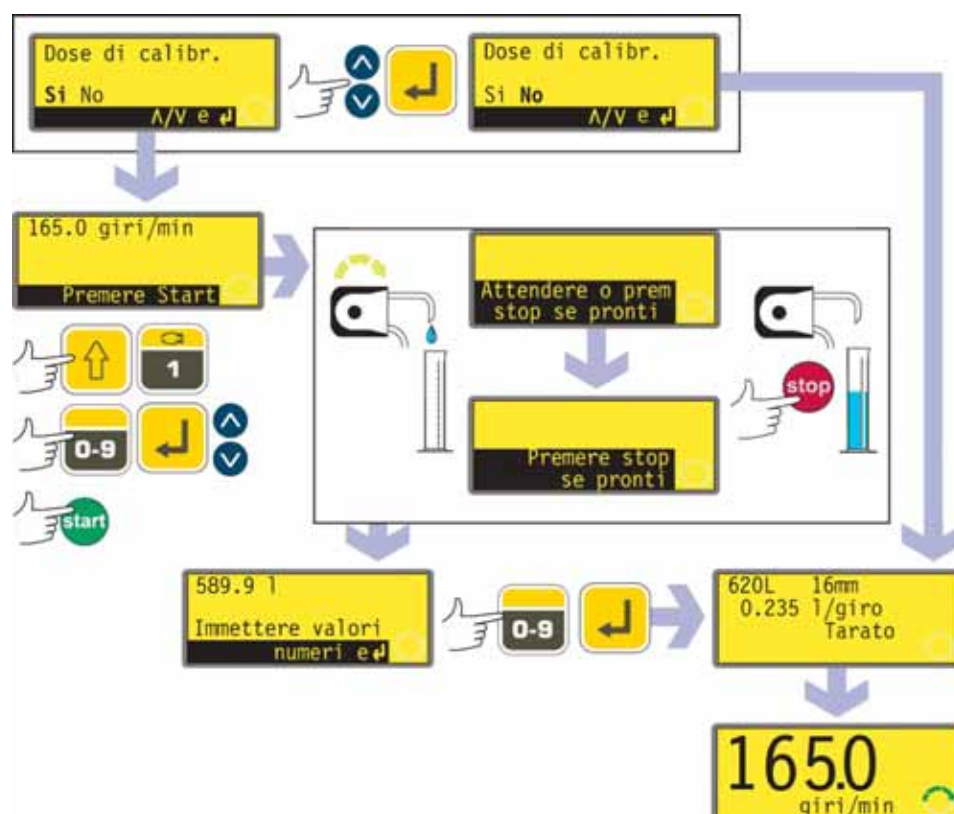 Dose di calibr.
Si No
Λ/V e ↲
Dose di calibr.
Si No
Λ/V e ↲
165.0 giri/min
Premere Start
1
0-9
start
Attendere o prem
stop se pronti
Premere stop
se pronti
stop
589.9 l
Immettere valori
numeri e↲
0-9
620L 16mm
0.235 l/giro
Tarato
165.0
giri/min